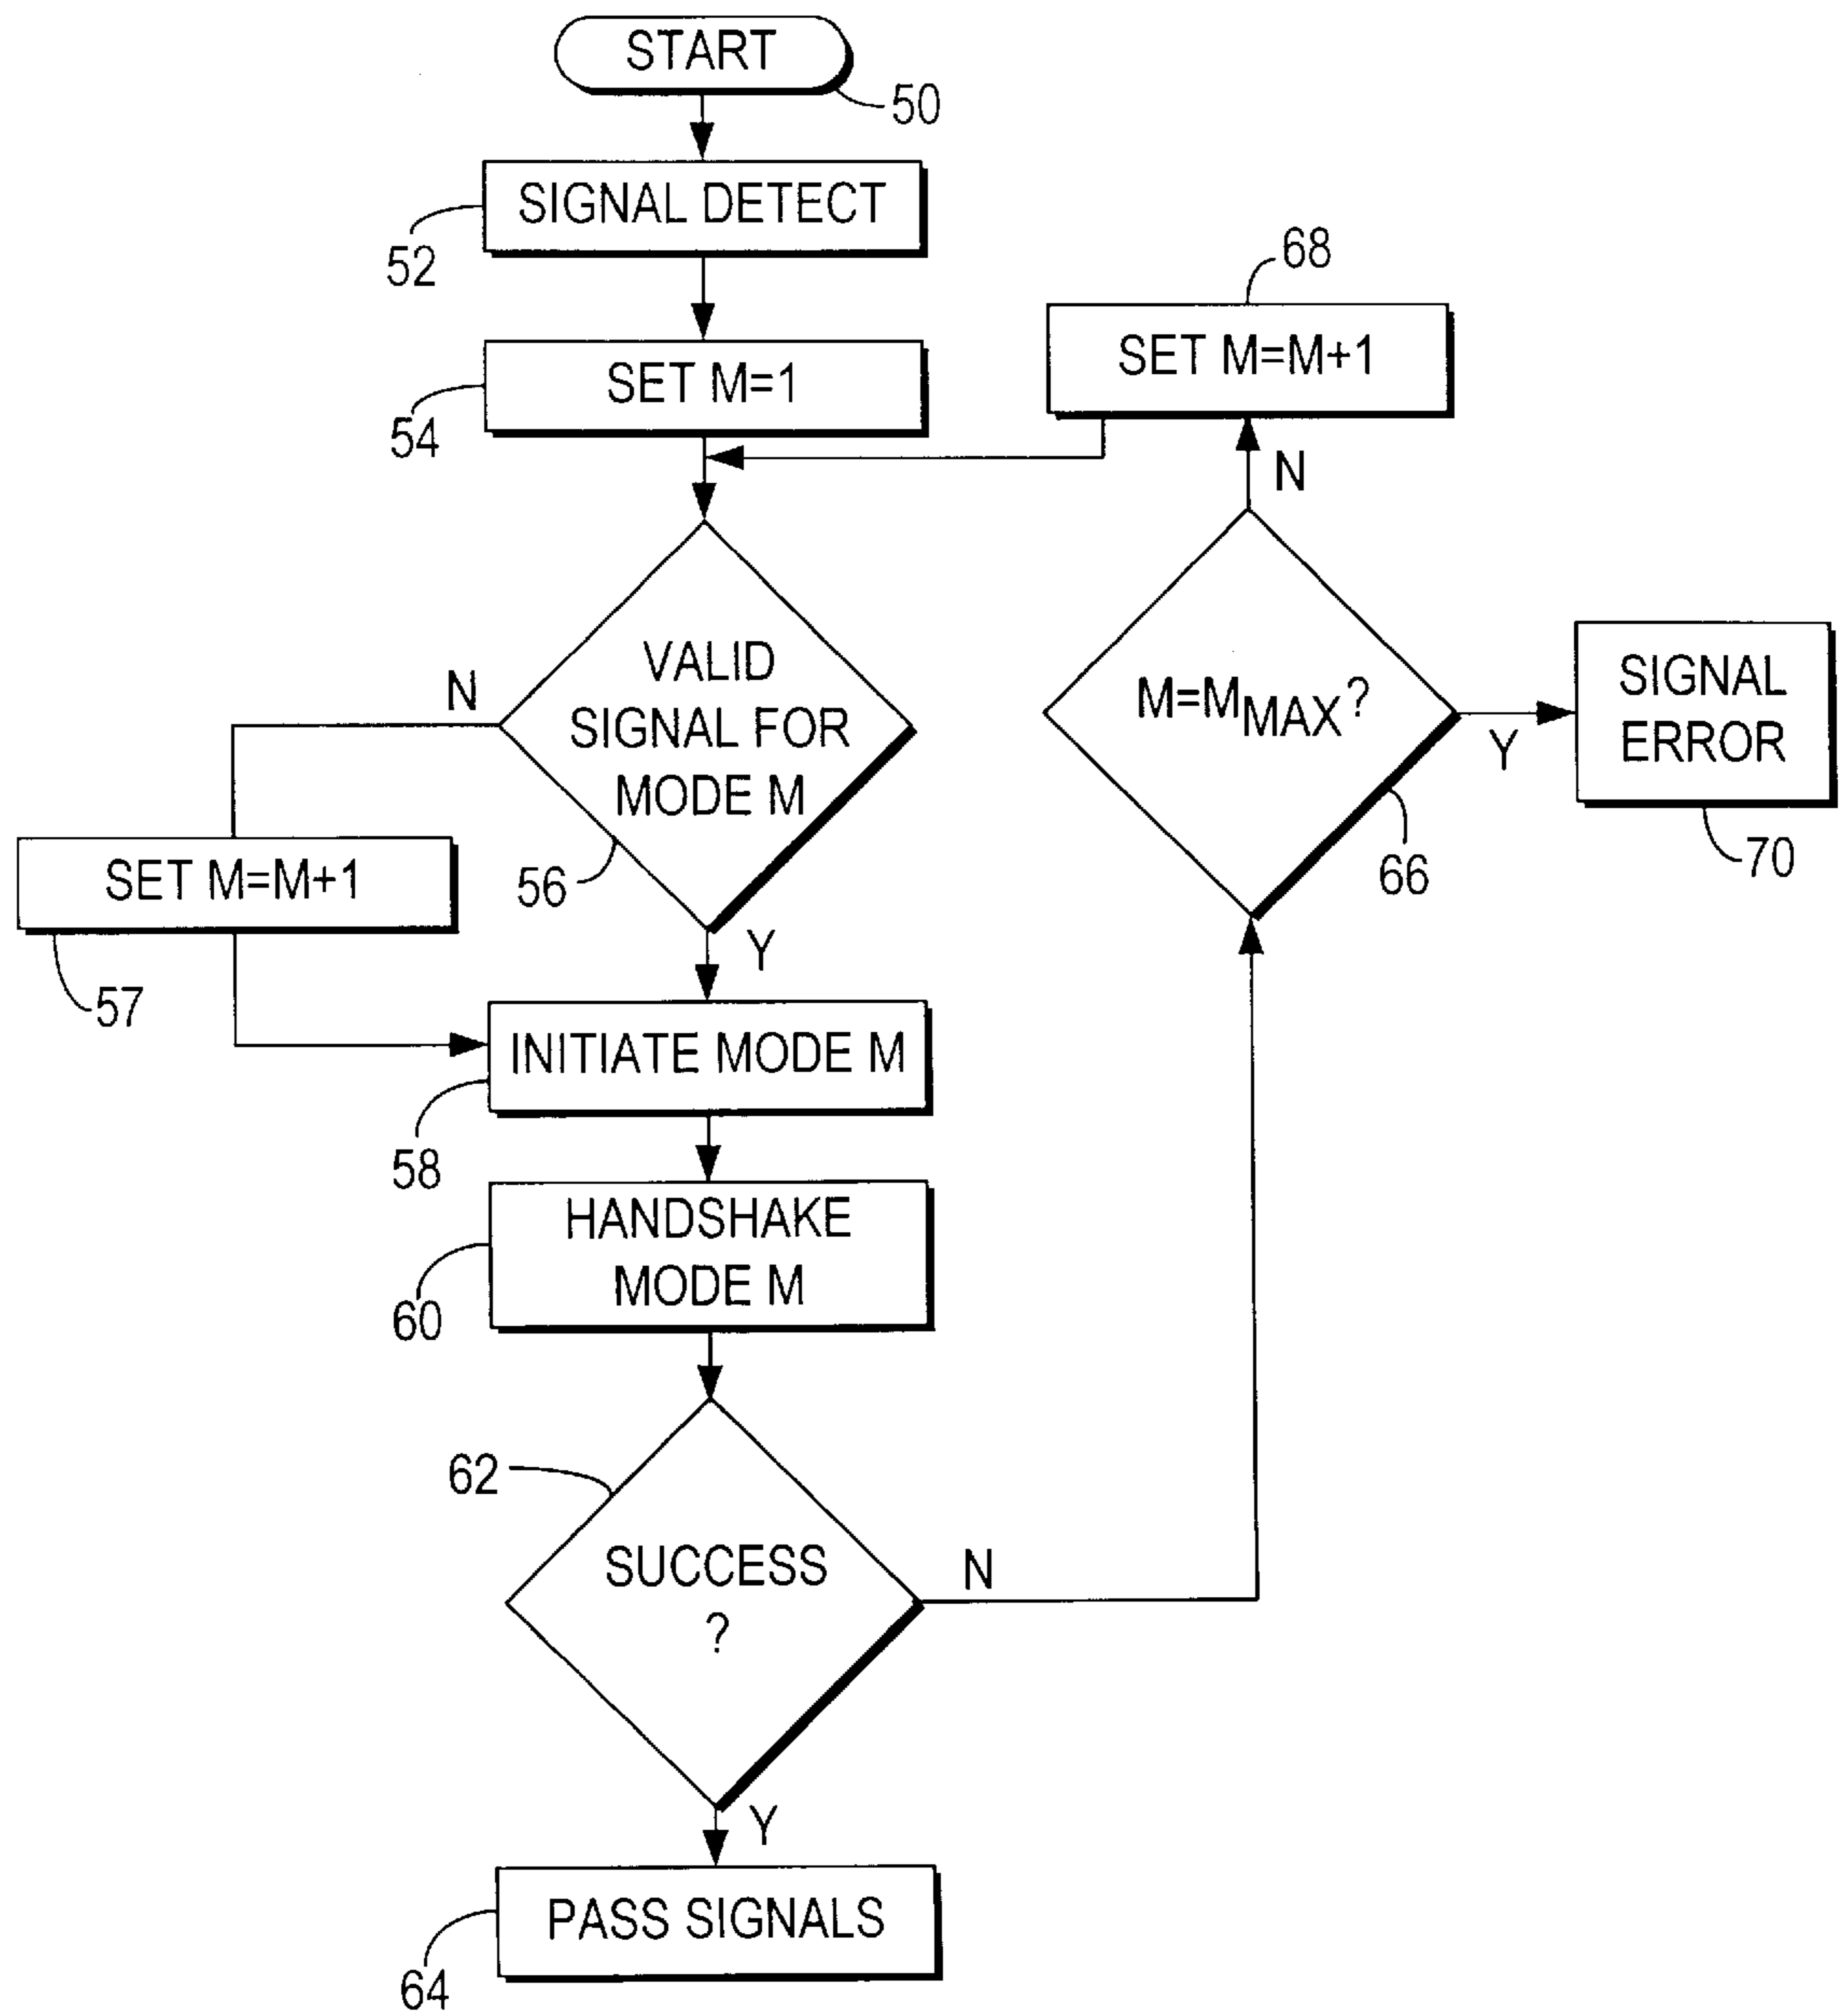 START
50
SIGNAL DETECT
52
68
SET M=1
SET M=M+1
54
N
VALID
SIGNAL FOR
MODE M
N
M=MMAX?
Y
SIGNAL
ERROR
56
66
70
SET M=M+1
57
Y
INITIATE MODE M
58
HANDSHAKE
MODE M
60
62
SUCCESS
?
N
Y
PASS SIGNALS
64